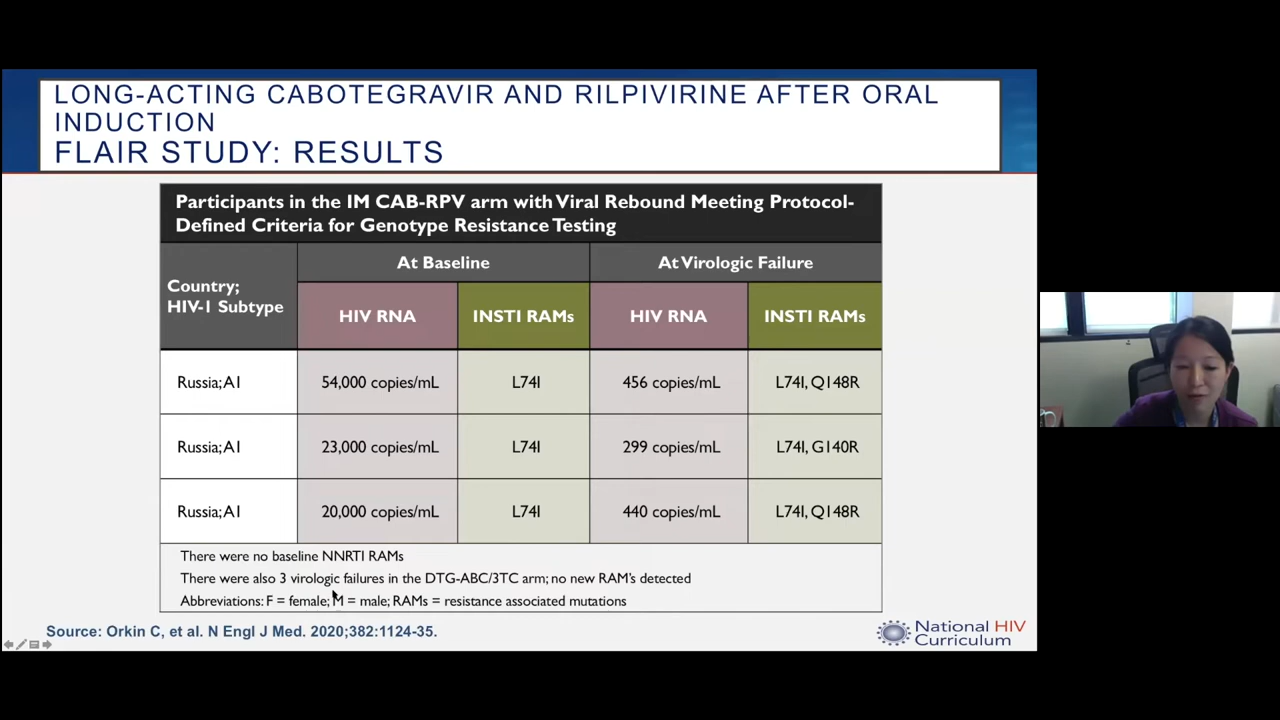 LONG-ACTING CABOTEGRAVIR AND RILPIVIRINE AFTER ORAL
INDUCTION
FLAIR STUDY: RESULTS
Participants in the IM CAB-RPV arm with Viral Rebound Meeting Protocol-
Defined Criteria for Genotype Resistance Testing
Country;
HIV-1 Subtype
At Baseline
At Virologic Failure
HIV RNA
INSTI RAMs
HIV RNA
INSTI RAMs
Russia; A1
54,000 copies/mL
L74I
456 copies/mL
L74I, Q148R
Russia; A1
23,000 copies/mL
L74I
299 copies/mL
L74I, G140R
Russia; A1
20,000 copies/mL
L74I
440 copies/mL
L74I, Q148R
There were no baseline NNRTI RAMs
There were also 3 virologic failures in the DTG-ABC/3TC arm; no new RAM's detected
Abbreviations: F = female; M = male; RAMs = resistance associated mutations
Source: Orkin C, et al. N Engl J Med. 2020;382:1124-35.
National HIV
Curriculum